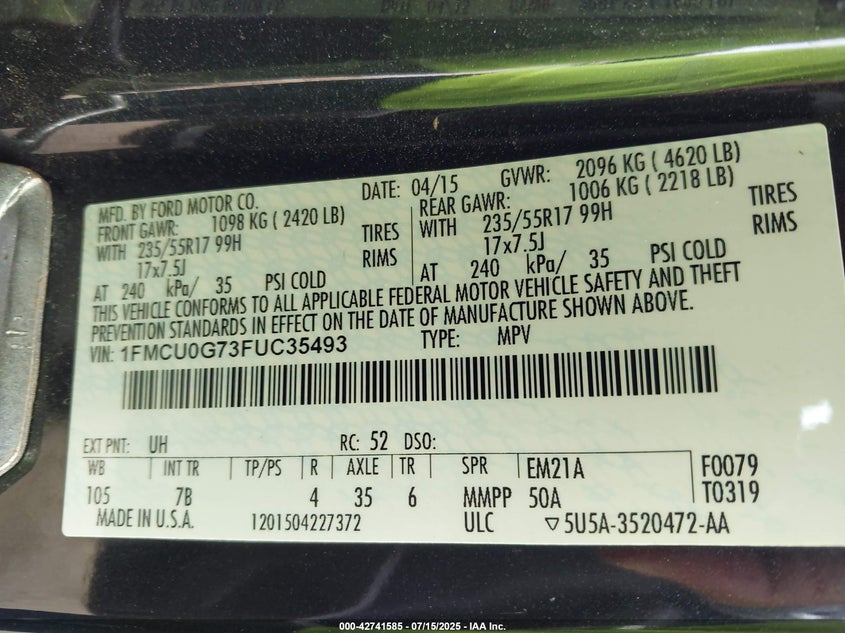 MFD. BY FORD MOTOR CO. DATE: 04/15 GVWR: 2096 KG ( 4620 LB)
FRONT GAWR: 1098 KG ( 2420 LB) REAR GAWR: 1006 KG ( 2218 LB)
WITH 235/55R17 99H TIRES WITH 235/55R17 99H TIRES
17x7.5J RIMS 17x7.5J RIMS
AT 240 kPa/ 35 PSI COLD AT 240 kPa/ 35 PSI COLD
THIS VEHICLE CONFORMS TO ALL APPLICABLE FEDERAL MOTOR VEHICLE SAFETY AND THEFT
PREVENTION STANDARDS IN EFFECT ON THE DATE OF MANUFACTURE SHOWN ABOVE.
VIN: 1FMCU0G73FUC35493 TYPE: MPV
EXT PNT: UH RC: 52 DSO:
WB INT TR TP/PS R AXLE TR SPR EM21A F0079
105 7B 4 35 6 MMPP 50A T0319
MADE IN U.S.A. 1201504227372 ULC ▽5U5A-3520472-AA
000-42741585 / 07/15/2025 - IAA Inc.